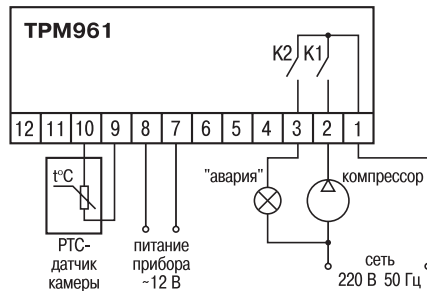 ТРМ961
K2 K1
12 11 10 9 8 7 6 5 4 3 2 1
t°C
"авария"
компрессор
РТС-
датчик
камеры
питание
прибора
~12 В
сеть
220 В 50 Гц